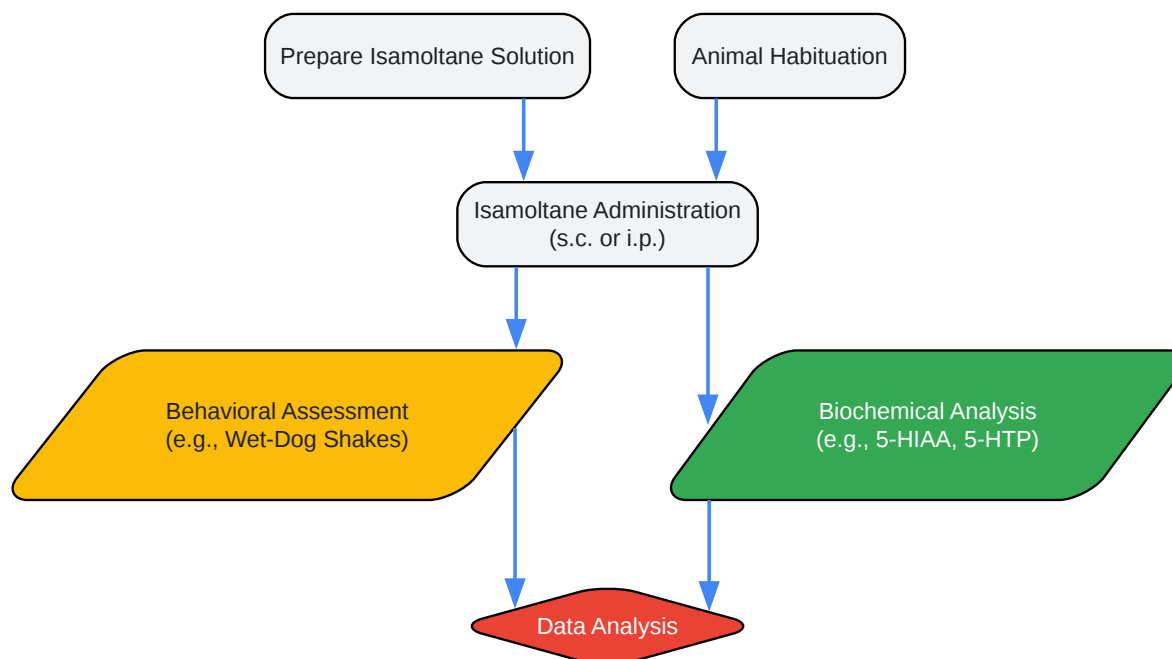 Prepare Isamoltane Solution
Animal Habituation
Isamoltane Administration
(s.c. or i.p.)
Behavioral Assessment
(e.g., Wet-Dog Shakes)
Biochemical Analysis
(e.g., 5-HIAA, 5-HTP)
Data Analysis